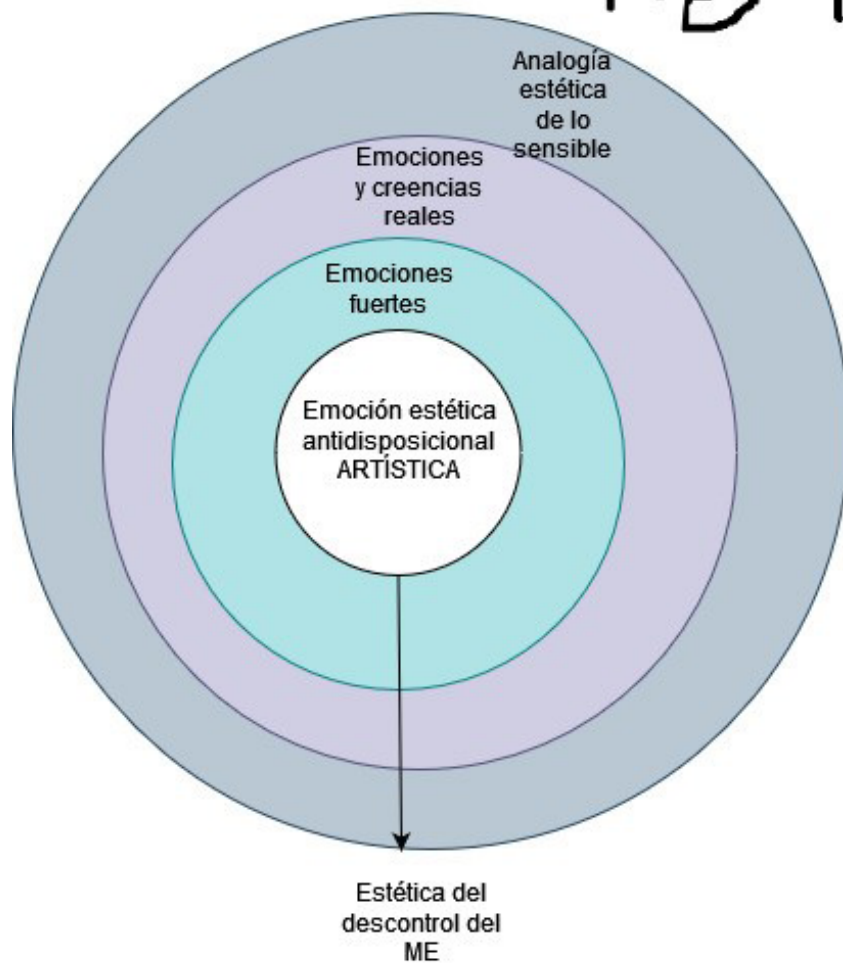 Analogía
estética
de lo
sensible
Emociones
y creencias
reales
Emociones
fuertes
Emoción estética
antidisposicional
ARTÍSTICA
Estética del
descontrol del
ME